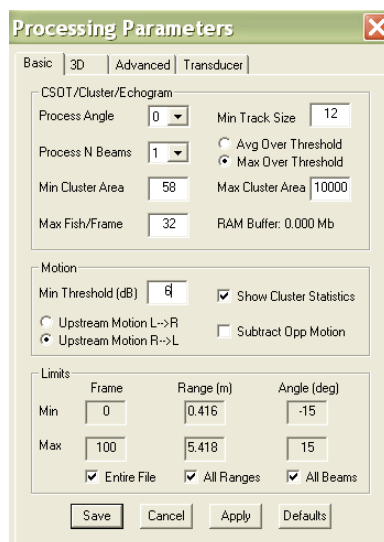 Processing Parameters
Basic 3D Advanced Transducer
CSOT/Cluster/Echogram
Process Angle 0 Min Track Size 12
Process N Beams 1 Avg Over Threshold
Max Over Threshold
Min Cluster Area 58 Max Cluster Area 10000
Max Fish/Frame 32 RAM Buffer: 0.000 Mb
Motion
Min Threshold (dB) 6 Show Cluster Statistics
Upstream Motion L-->R Subtract Opp Motion
Upstream Motion R-->L
Limits
Frame Range (m) Angle (deg)
Min 0 0.416 -15
Max 100 5.418 15
Entire File All Ranges All Beams
Save Cancel Apply Defaults